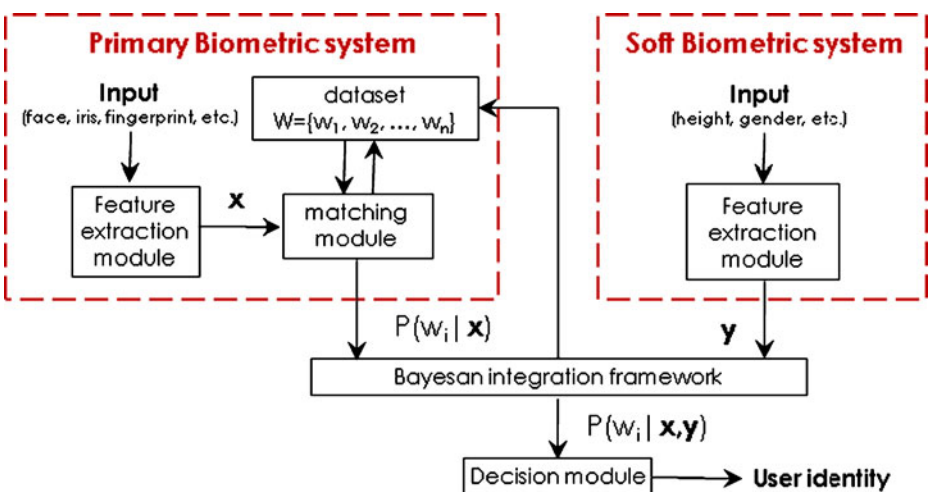 Primary Biometric system
Input
(face, iris, fingerprint, etc.)
dataset
W={w1, w2, ..., wn}
Feature
extraction
module
x
matching
module
P(wi| x)
Soft Biometric system
Input
(height, gender, etc.)
Feature
extraction
module
y
Bayesan integration framework
P(wi| x,y)
Decision module
User identity